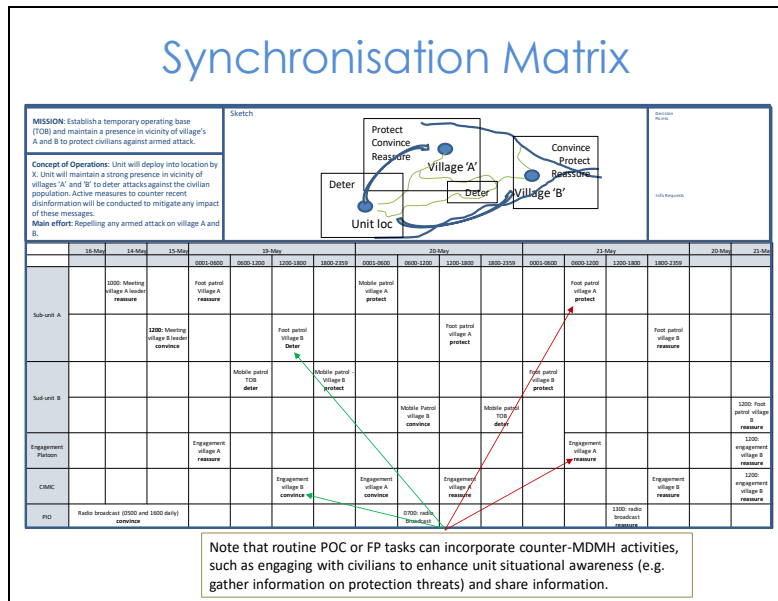 Synchronisation Matrix
MISSION: Establish a temporary operating base
(TOB) and maintain a presence in vicinity of village's
A and B to protect civilians against armed attack.
Concept of Operations: Unit will deploy into location by
X. Unit will maintain a strong presence in vicinity of
villages 'A' and 'B' to deter attacks against the civilian
population. Active measures to counter recent
disinformation will be conducted to mitigate any impact
of these messages.
Main effort: Repelling any armed attack on village A and
B.
Sketch
Protect
Convince
Reassure
Village 'A'
Convince
Protect
Reassure
Deter
Deter
Village 'B'
Unit loc
Decision
Points
Info Requests
16-May 14-May 15-May 19-May 20-May 21-May 20-May 21-Ma
0001-0600 0600-1200 1200-1800 1800-2359 0001-0600 0600-1200 1200-1800 1800-2359 0001-0600 0600-1200 1200-1800 1800-2359
Sub-unit A
1000: Meeting
village A leader
reassure
Foot patrol
Village A
reassure
Mobile patrol
village A
protect
Foot patrol
village A
protect
1200: Meeting
village B leader
convince
Foot patrol
Village B
Deter
Foot patrol
village A
protect
Foot patrol
village B
reassure
Sud-unit B
Mobile patrol
TOB
deter
Mobile patrol -
Village B
protect
Foot patrol
village B
protect
Mobile Patrol
village B
convince
Mobile patrol
TOB
deter
1200: Foot
patrol village
B
reassure
Engagement
Platoon
Engagement
village A
reassure
Engagement
village A
reassure
1200:
engagement
village B
reassure
CIMIC
Engagement
village B
convince
Engagement
village A
convince
Engagement
village A
reassure
Engagement
village B
reassure
1200:
engagement
village B
reassure
PIO
Radio broadcast (0500 and 1600 daily)
convince
0700: radio
broadcast
1300: radio
broadcast
reassure
Note that routine POC or FP tasks can incorporate counter-MDMH activities,
such as engaging with civilians to enhance unit situational awareness (e.g.
gather information on protection threats) and share information.